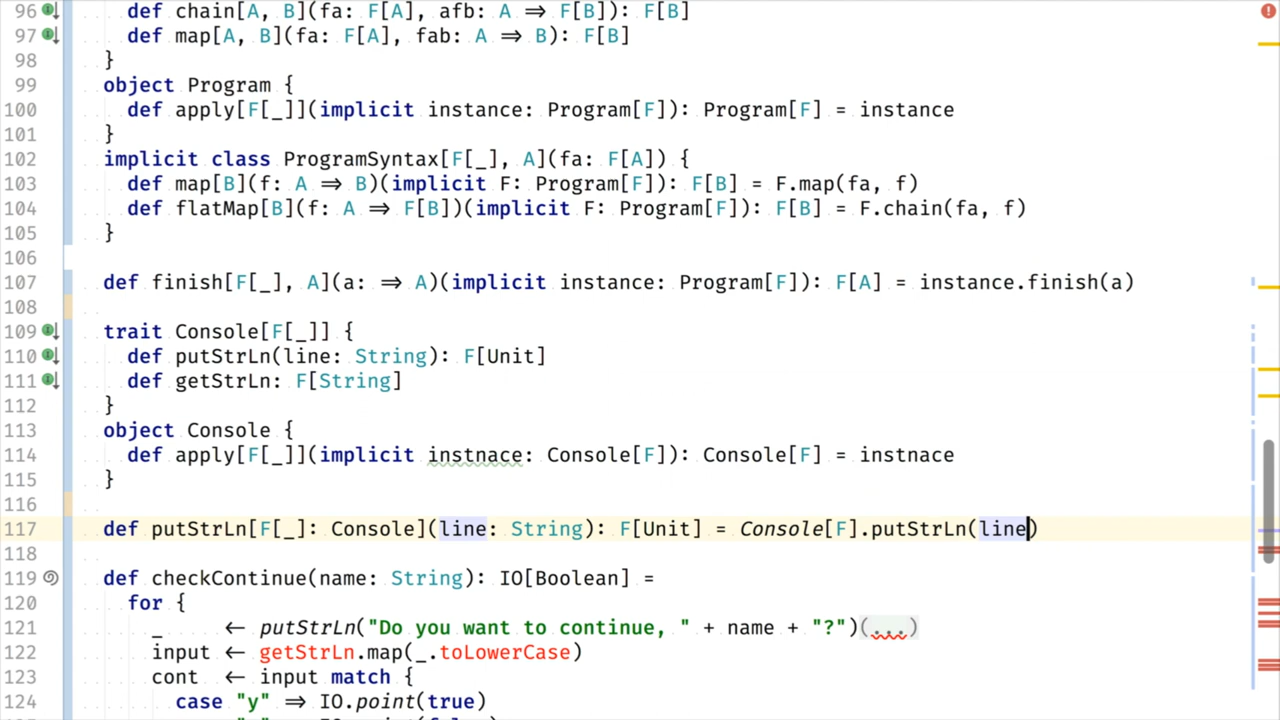 96 def chain[A, B](fa: F[A], afb: A ⇒ F[B]): F[B]
97 def map[A, B](fa: F[A], fab: A ⇒ B): F[B]
98 }
99 object Program {
100 def apply[F[_]](implicit instance: Program[F]): Program[F] = instance
101 }
102 implicit class ProgramSyntax[F[_], A](fa: F[A]) {
103 def map[B](f: A ⇒ B)(implicit F: Program[F]): F[B] = F.map(fa, f)
104 def flatMap[B](f: A ⇒ F[B])(implicit F: Program[F]): F[B] = F.chain(fa, f)
105 }
106
107 def finish[F[_], A](a: ⇒ A)(implicit instance: Program[F]): F[A] = instance.finish(a)
108
109 trait Console[F[_]] {
110 def putStrLn(line: String): F[Unit]
111 def getStrLn: F[String]
112 }
113 object Console {
114 def apply[F[_]](implicit instnace: Console[F]): Console[F] = instnace
115 }
116
117 def putStrLn[F[_]: Console](line: String): F[Unit] = Console[F].putStrLn(line)
118
119 def checkContinue(name: String): IO[Boolean] =
120 for {
121 _ ← putStrLn("Do you want to continue, " + name + "?")(...)
122 input ← getStrLn.map(_.toLowerCase)
123 cont ← input match {
124 case "y" ⇒ IO.point(true)